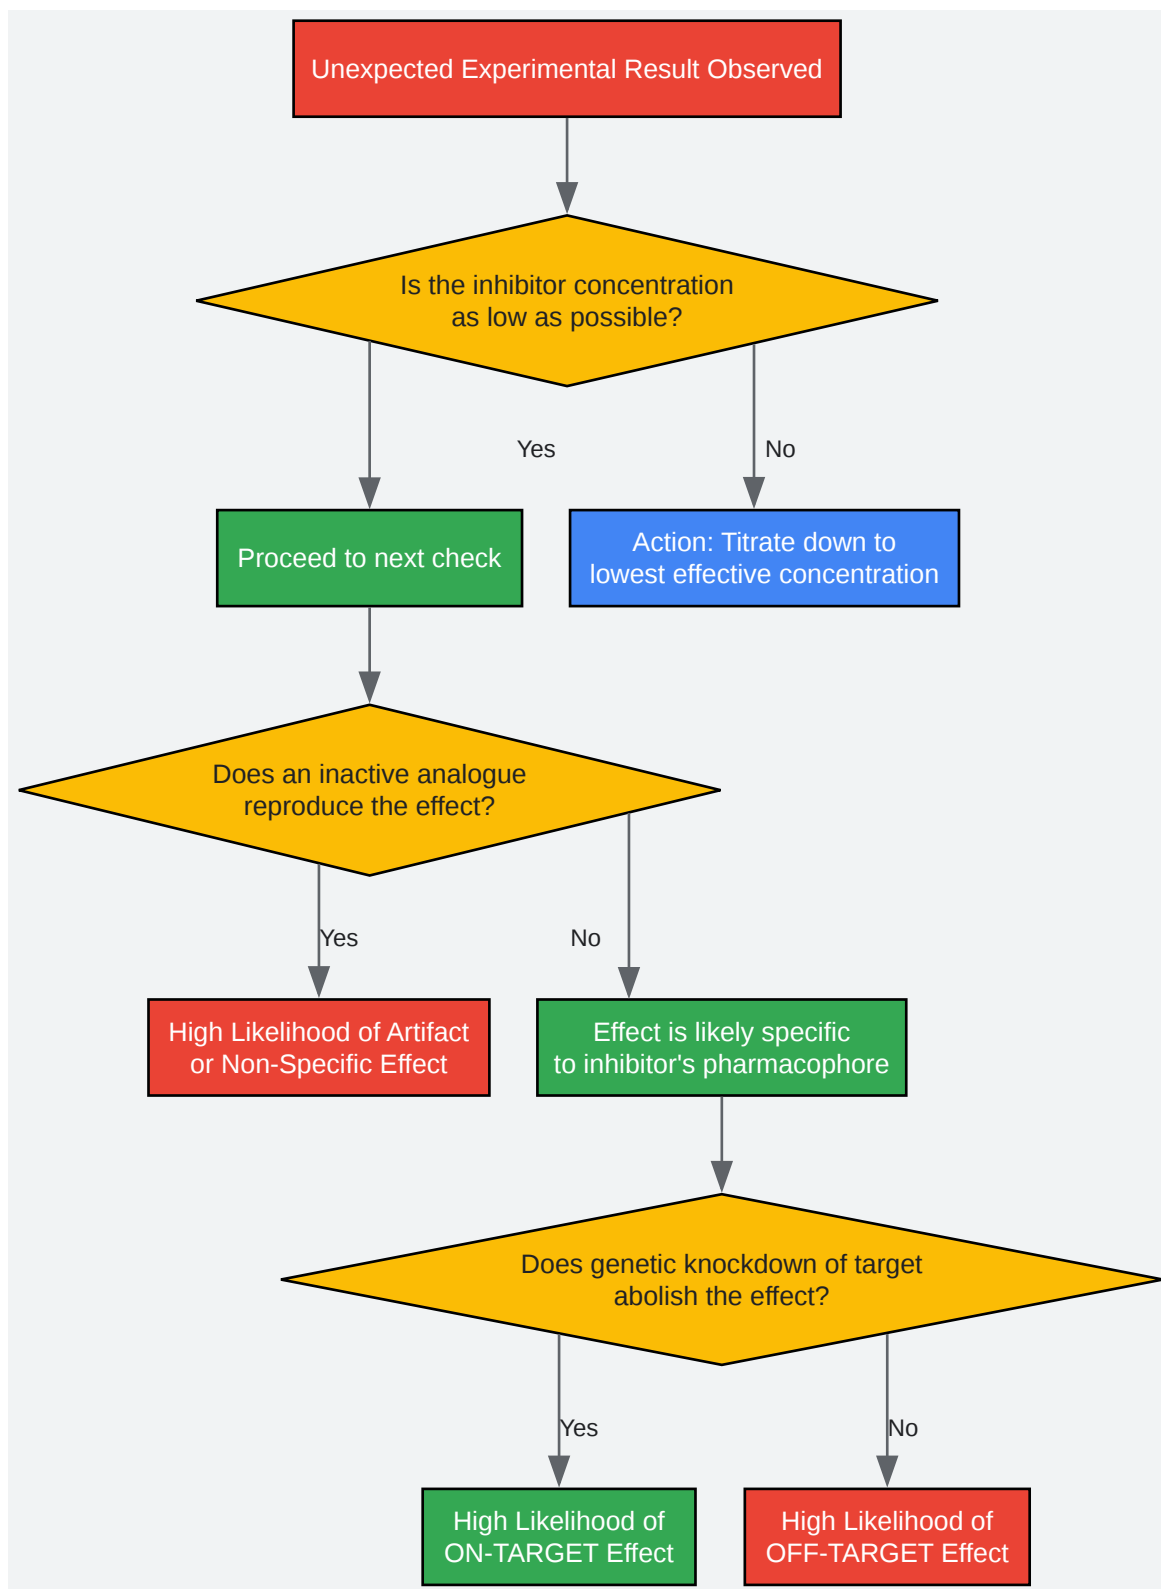 Unexpected Experimental Result Observed
Is the inhibitor concentration
as low as possible?
Yes
No
Proceed to next check
Action: Titrate down to
lowest effective concentration
Does an inactive analogue
reproduce the effect?
Yes
No
High Likelihood of Artifact
or Non-Specific Effect
Effect is likely specific
to inhibitor's pharmacophore
Does genetic knockdown of target
abolish the effect?
Yes
No
High Likelihood of
ON-TARGET Effect
High Likelihood of
OFF-TARGET Effect